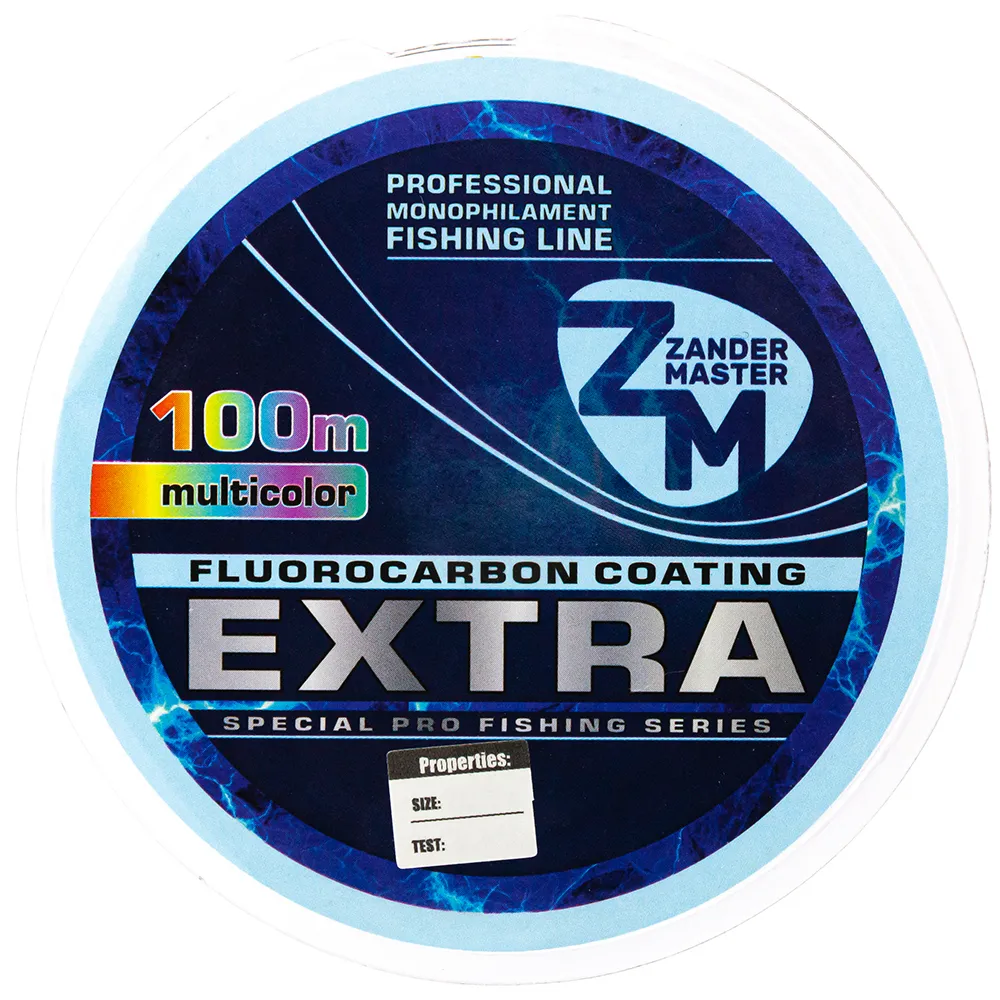 PROFESSIONAL
MONOPHILAMENT
FISHING LINE
ZM
ZANDER
MASTER
100m
multicolor
FLUOROCARBON COATING
EXTRA
SPECIAL PRO FISHING SERIES
Properties:
SIZE:
TEST: